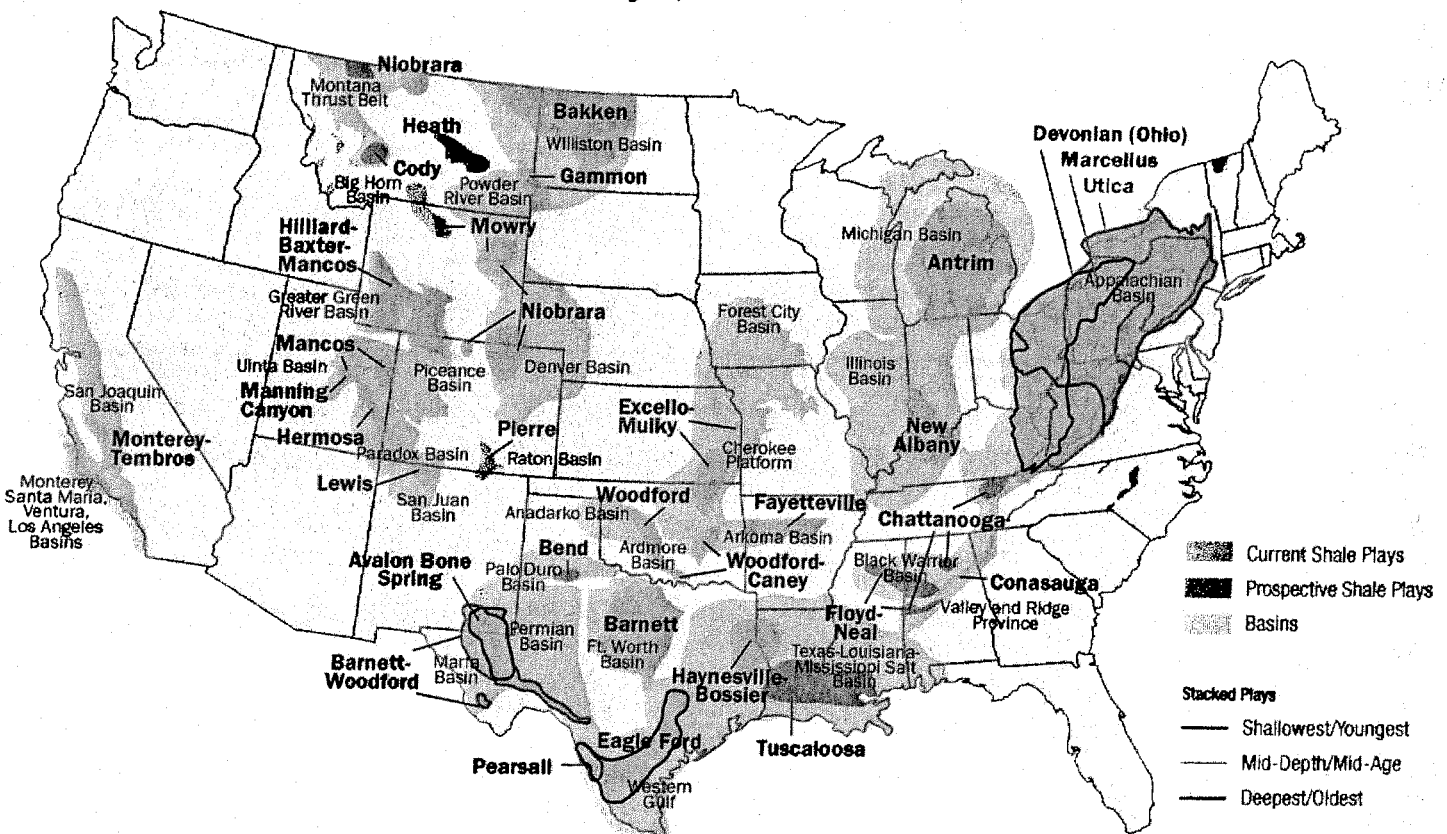 Niobrara
Montana
Thrust Belt
Bakken
Heath
Williston Basin
Cody
Gammon
Big Horn
Basin
Powder
River Basin
Mowry
Hilliard-
Baxter-
Mancos
Greater Green
River Basin
Niobrara
Mancos
Uinta Basin
Piceance
Basin
Denver Basin
Manning
Canyon
Hermosa
San Joaquin
Basin
Monterey-
Tembros
Monterey
Santa Maria,
Ventura,
Los Angeles
Basins
Paradox Basin
Pierre
Raton Basin
Lewis
San Juan
Basin
Forest City
Basin
Excello-
Mulky
Cherokee
Platform
Michigan Basin
Antrim
Illinois
Basin
New
Albany
Devonian (Ohio)
Marcellus
Utica
Appalachian
Basin
Woodford
Anadarko Basin
Fayetteville
Arkoma Basin
Ardmore
Basin
Woodford-
Caney
Bend
Palo Duro
Basin
Avalon Bone
Spring
Permian
Basin
Barnett
Ft. Worth
Basin
Barnett-
Woodford
Marfa
Basin
Chattanooga
Black Warrior
Basin
Conasauga
Floyd-
Neal
Valley and Ridge
Province
Texas-Louisiana-
Mississippi Salt
Basin
Haynesville-
Bossier
Tuscaloosa
Eagle Ford
Pearsall
Western
Gulf
Current Shale Plays
Prospective Shale Plays
Basins
Stacked Plays
Shallowest/Youngest
Mid-Depth/Mid-Age
Deepest/Oldest